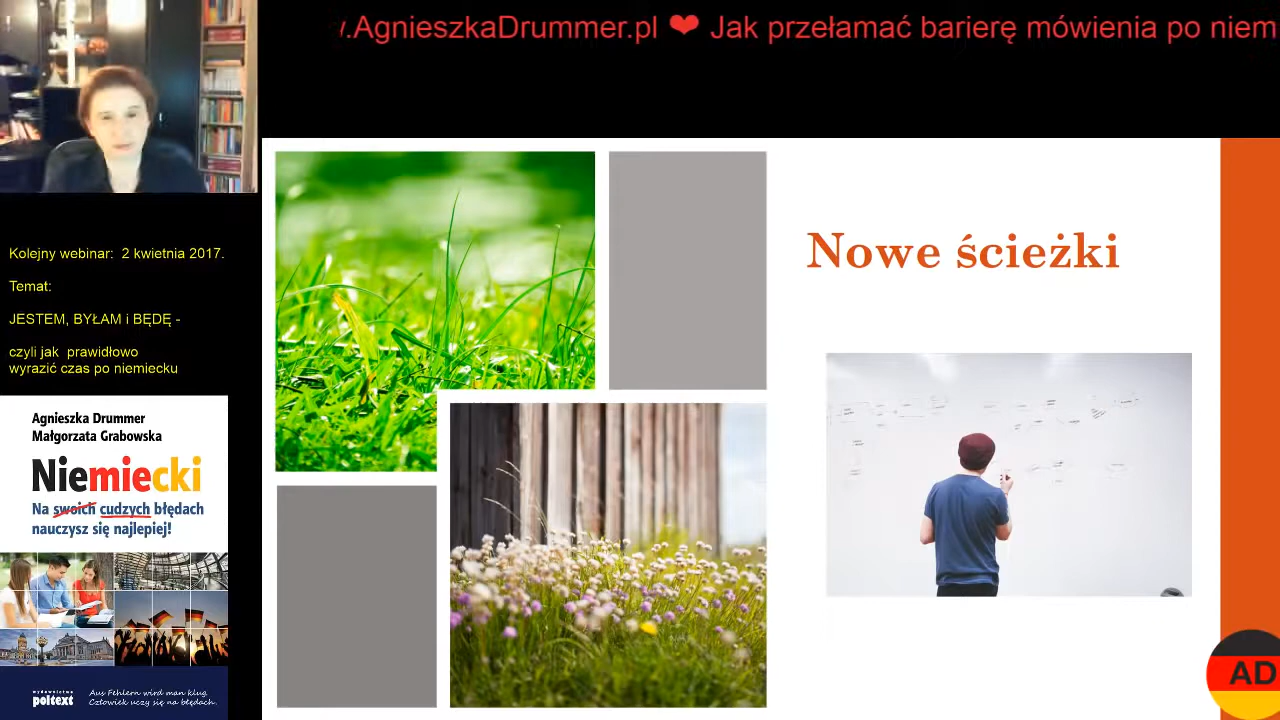 .AgnieszkaDrummer.pl ❤ Jak przełamać barierę mówienia po niem
Kolejny webinar: 2 kwietnia 2017.
Temat:
JESTEM, BYŁAM i BĘDĘ -
czyli jak prawidłowo
wyrazić czas po niemiecku
Agnieszka Drummer
Małgorzata Grabowska
Niemiecki
Na swoich cudzych błędach
nauczysz się najlepiej!
wydawnictwo
poltext
Aus Fehlern wird man klug.
Człowiek uczy się na błędach.
Nowe ścieżki
AD